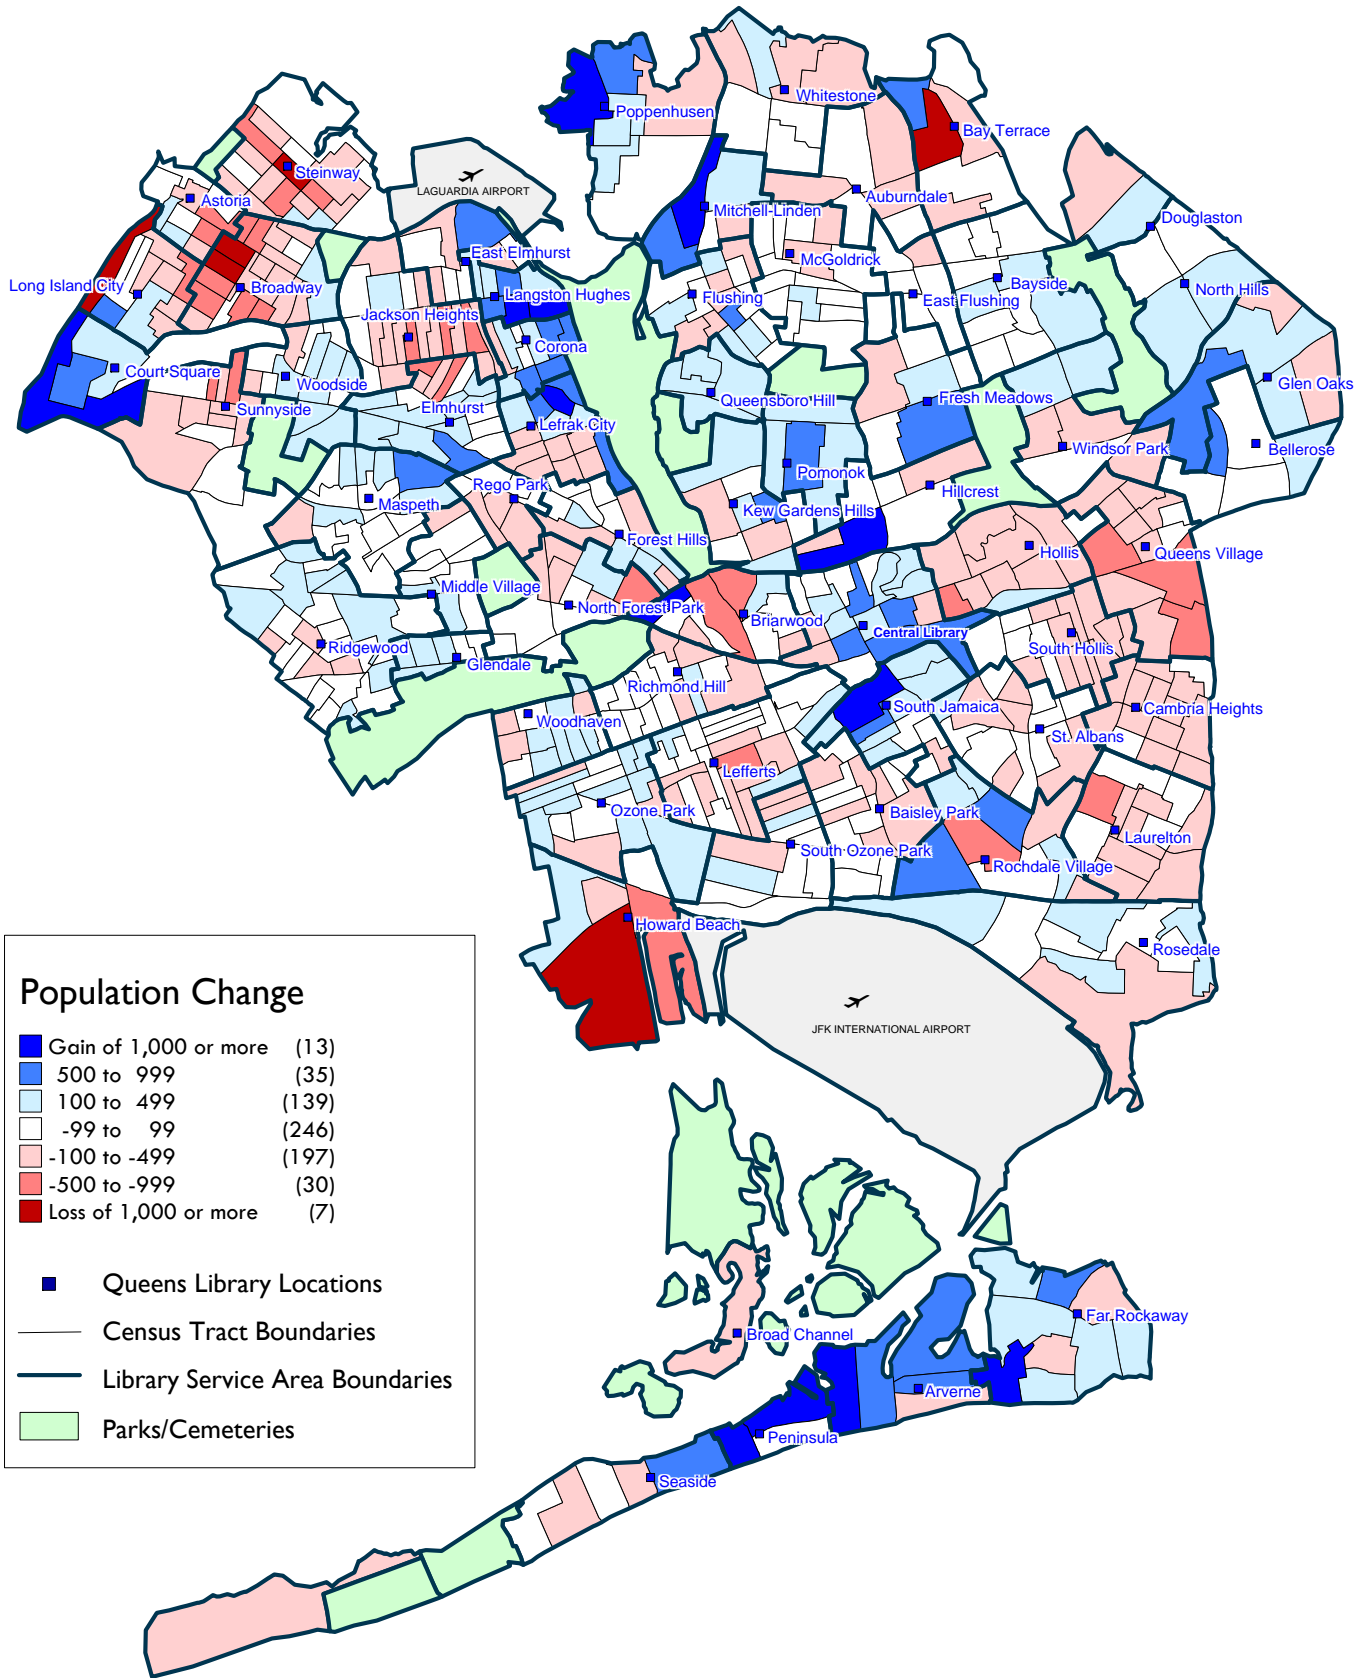 Whitestone
Poppenhusen
Bay Terrace
Steinway
LAGUARDIA AIRPORT
Astoria
Auburndale
Mitchell-Linden
Douglaston
East Elmhurst
McGoldrick
Long Island City
Broadway
Langston Hughes
Flushing
East Flushing
Bayside
North Hills
Jackson Heights
Corona
Court Square
Woodside
Glen Oaks
Queensboro Hill
Fresh Meadows
Sunnyside
Elmhurst
Lefrak City
Windsor Park
Bellerose
Pomonok
Rego Park
Hillcrest
Maspeth
Kew Gardens Hills
Forest Hills
Hollis
Queens Village
Middle Village
North Forest Park
Briarwood
Central Library
Ridgewood
South Hollis
Glendale
Richmond Hill
South Jamaica
Cambria Heights
Woodhaven
St. Albans
Lefferts
Ozone Park
Baisley Park
Laurelton
South Ozone Park
Rochdale Village
Howard Beach
Rosedale
JFK INTERNATIONAL AIRPORT
Population Change
Gain of 1,000 or more (13)
500 to 999 (35)
100 to 499 (139)
-99 to 99 (246)
-100 to -499 (197)
-500 to -999 (30)
Loss of 1,000 or more (7)
Queens Library Locations
Census Tract Boundaries
Library Service Area Boundaries
Parks/Cemeteries
Far Rockaway
Broad Channel
Arverne
Peninsula
Seaside